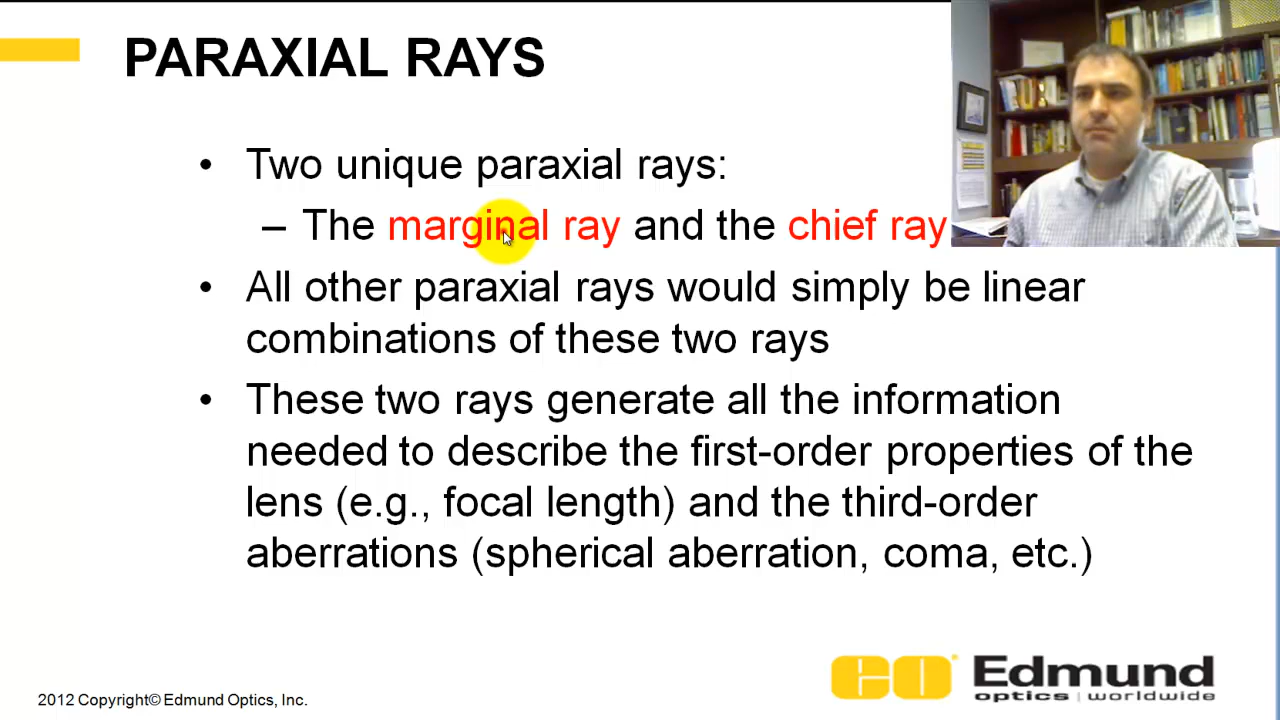 PARAXIAL RAYS
• Two unique paraxial rays:
– The marginal ray and the chief ray
• All other paraxial rays would simply be linear
combinations of these two rays
• These two rays generate all the information
needed to describe the first-order properties of the
lens (e.g., focal length) and the third-order
aberrations (spherical aberration, coma, etc.)
eo Edmund
optics | worldwide
2012 Copyright© Edmund Optics, Inc.